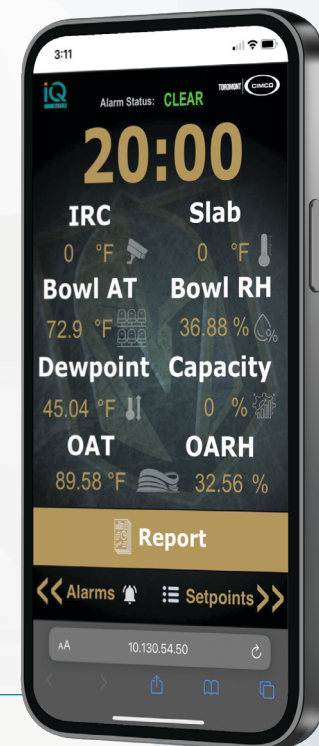 3:11
iQ
Alarm Status: CLEAR
TOROMONT CIMCO
20:00
IRC Slab
0 °F 0 °F
Bowl AT Bowl RH
72.9 °F 36.88 %
Dewpoint Capacity
45.04 °F 0 %
OAT OARH
89.58 °F 32.56 %
Report
<< Alarms Setpoints >>
AA 10.130.54.50